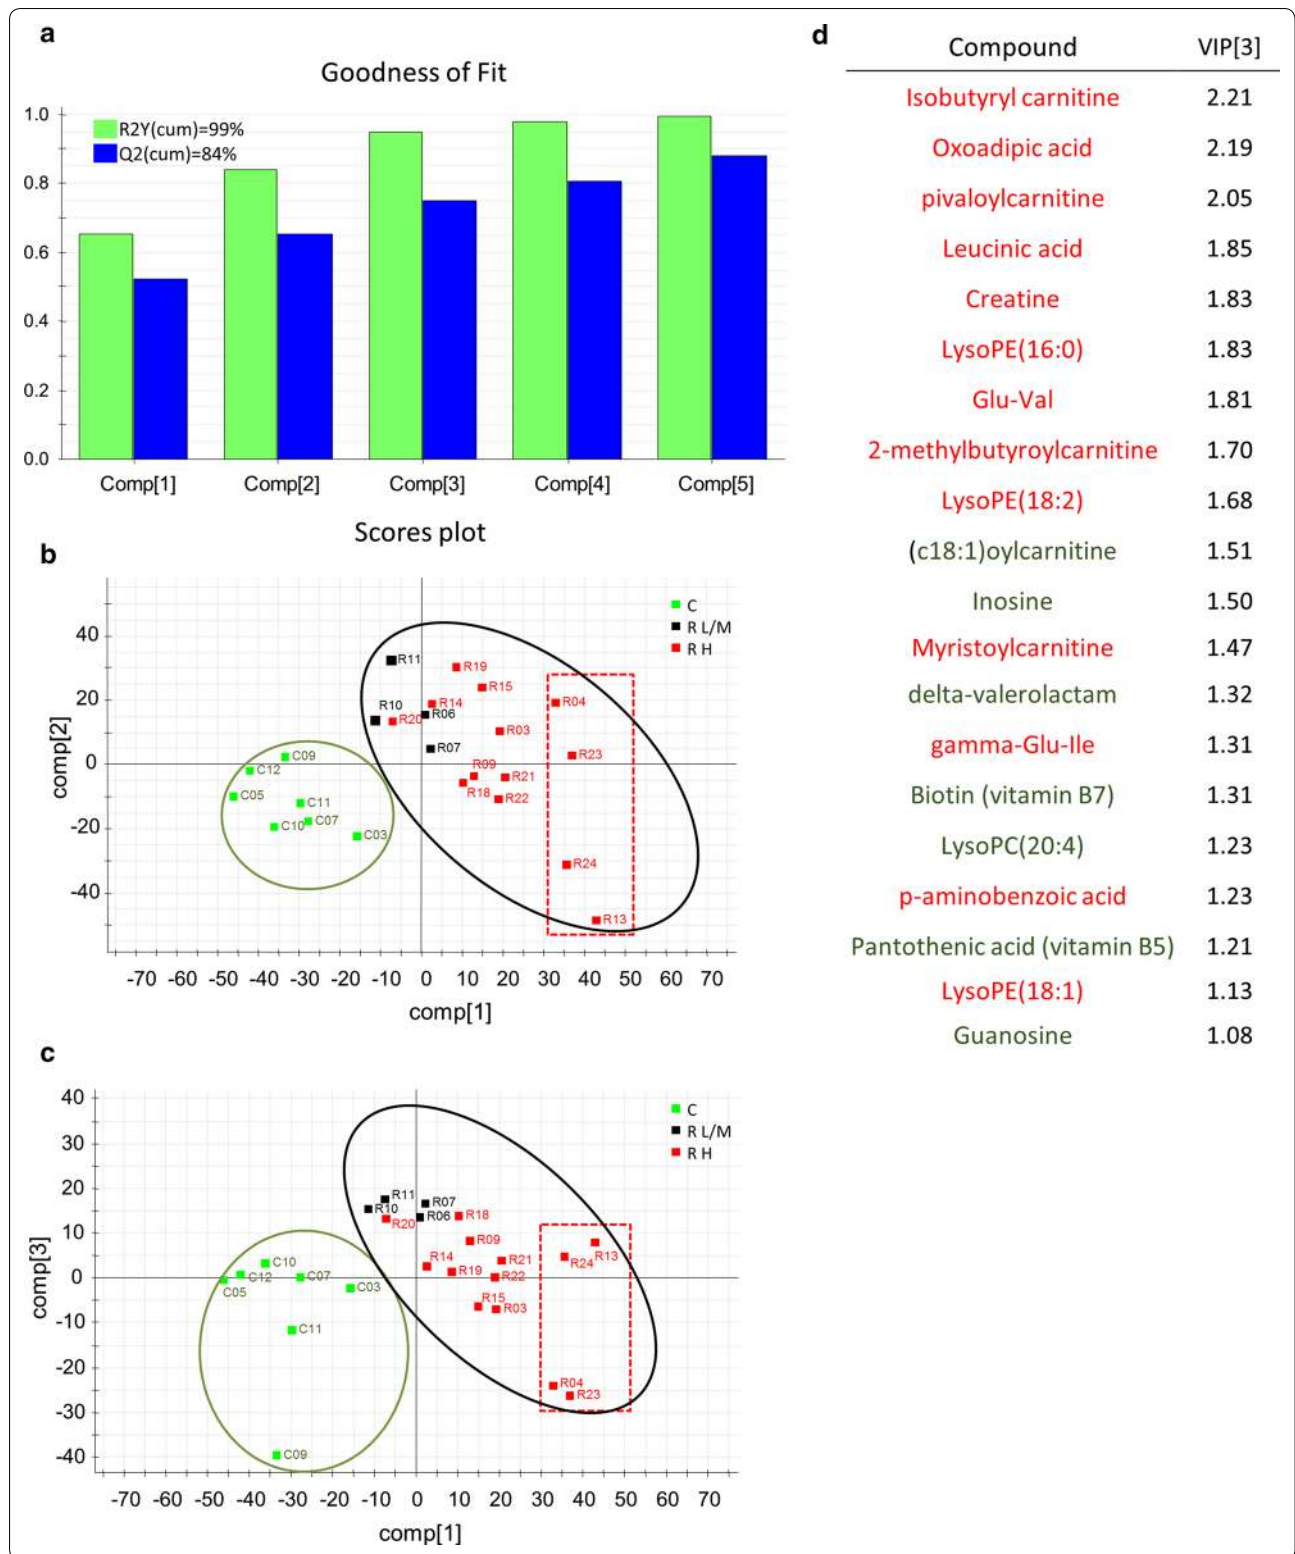 a
Goodness of Fit
R2Y(cum)=99%
Q2(cum)=84%
1.0
0.8
0.6
0.4
0.2
0.0
Comp[1] Comp[2] Comp[3] Comp[4] Comp[5]
Scores plot
b
C
R L/M
R H
comp[2]
40
20
0
-20
-40
R11
R19
R15
R10
R14
R04
R20
R06
R03
R07
R23
C09
C12
R09
R21
C05
C11
R18
R22
C10
C07
C03
R24
R13
-70 -60 -50 -40 -30 -20 -10 0 10 20 30 40 50 60 70
comp[1]
c
C
R L/M
R H
comp[3]
40
30
20
10
0
-10
-20
-30
-40
R11
R07
R10
R06
R18
R20
R09
R14
R21
R24
R13
C10
R19
R22
C12
C07
C05
C03
R15
R03
C11
R04
R23
C09
-70 -60 -50 -40 -30 -20 -10 0 10 20 30 40 50 60 70
comp[1]
d
Compound VIP[3]
Isobutyryl carnitine 2.21
Oxoadipic acid 2.19
pivaloylcarnitine 2.05
Leucinic acid 1.85
Creatine 1.83
LysoPE(16:0) 1.83
Glu-Val 1.81
2-methylbutyroylcarnitine 1.70
LysoPE(18:2) 1.68
(c18:1)oylcarnitine 1.51
Inosine 1.50
Myristoylcarnitine 1.47
delta-valerolactam 1.32
gamma-Glu-Ile 1.31
Biotin (vitamin B7) 1.31
LysoPC(20:4) 1.23
p-aminobenzoic acid 1.23
Pantothenic acid (vitamin B5) 1.21
LysoPE(18:1) 1.13
Guanosine 1.08